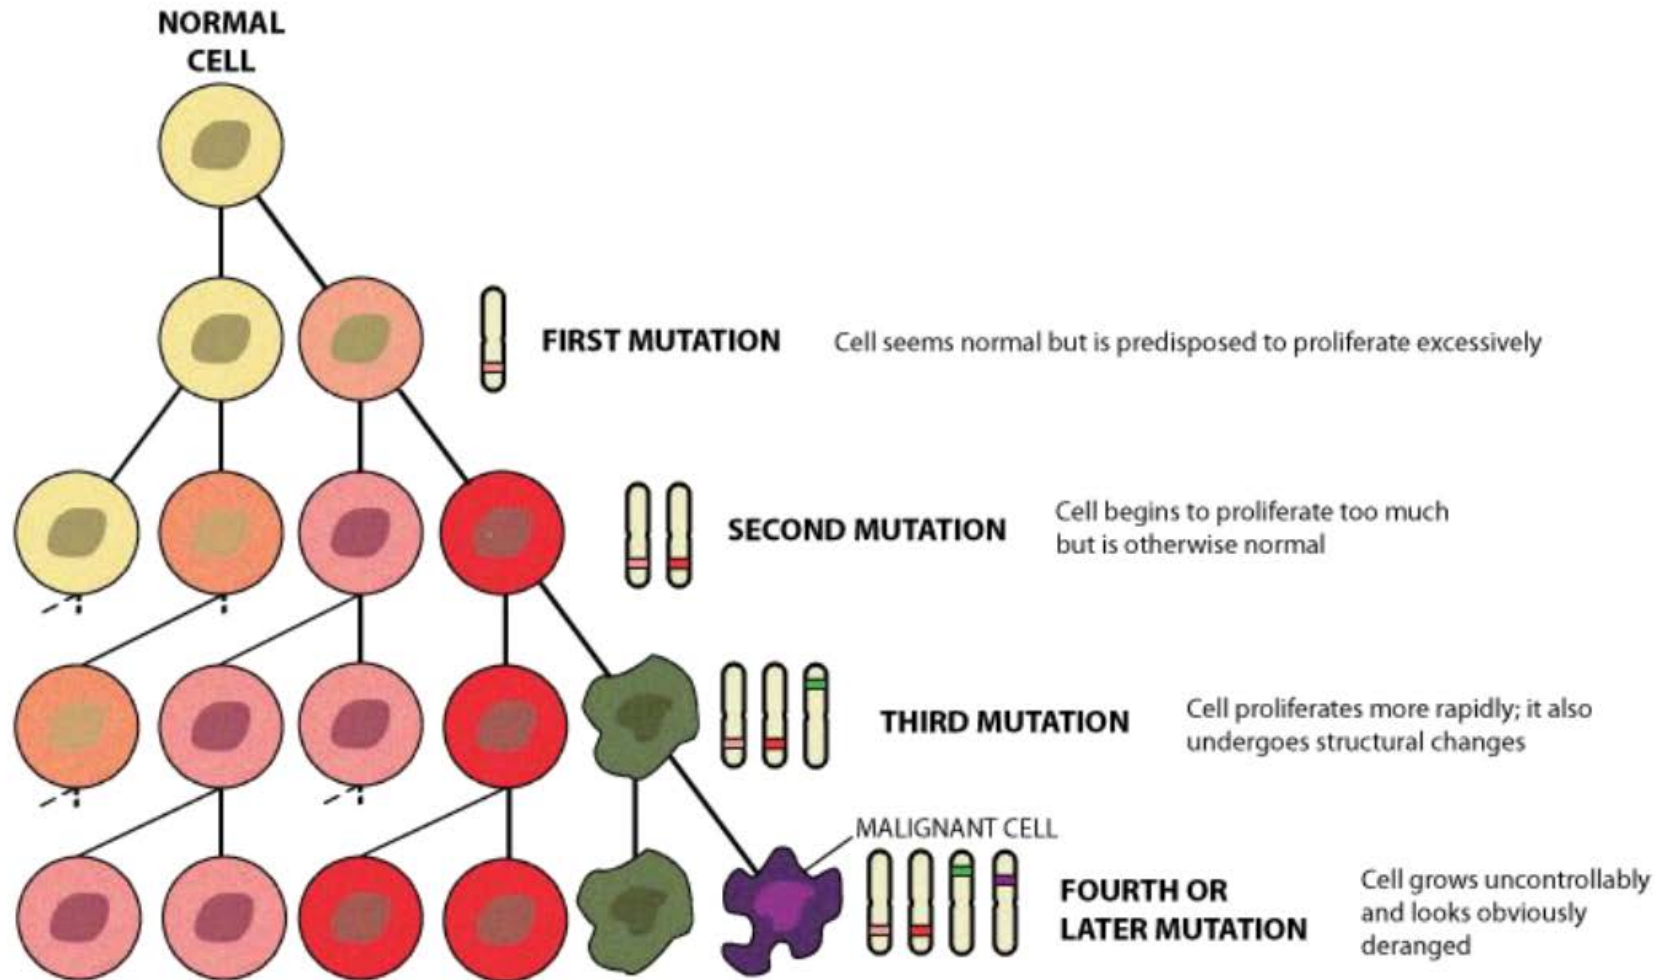 NORMAL
CELL
FIRST MUTATION
Cell seems normal but is predisposed to proliferate excessively
SECOND MUTATION
Cell begins to proliferate too much
but is otherwise normal
THIRD MUTATION
Cell proliferates more rapidly; it also
undergoes structural changes
MALIGNANT CELL
FOURTH OR
LATER MUTATION
Cell grows uncontrollably
and looks obviously
deranged